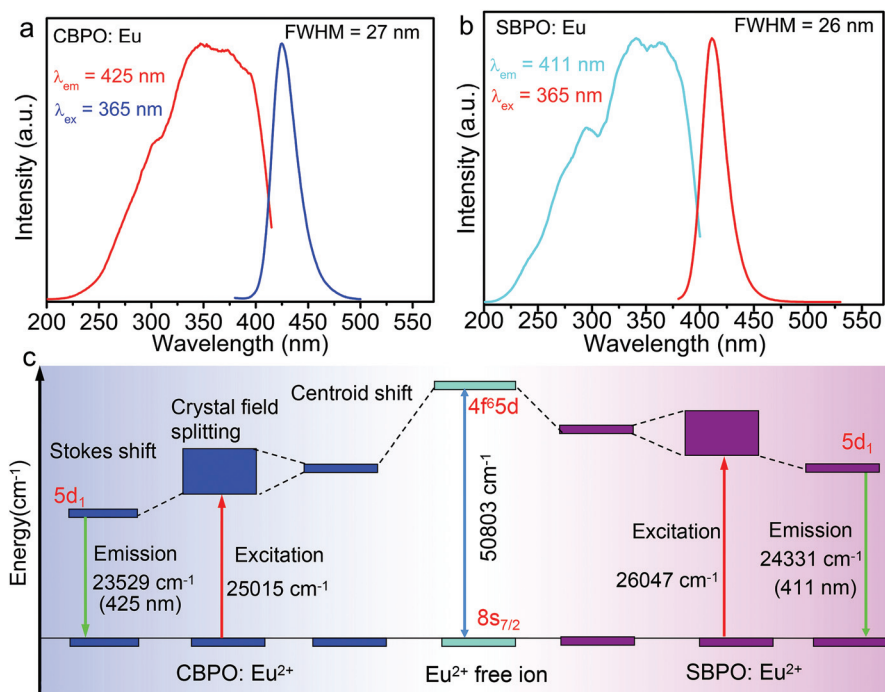 a
CBPO: Eu
FWHM = 27 nm
λem = 425 nm
λex = 365 nm
Intensity (a.u.)
200 250 300 350 400 450 500 550
Wavelength (nm)
b
SBPO: Eu
FWHM = 26 nm
λem = 411 nm
λex = 365 nm
Intensity (a.u.)
200 250 300 350 400 450 500 550
Wavelength (nm)
c
Energy(cm⁻¹)
Stokes shift
5d₁
Emission
23529 cm⁻¹
(425 nm)
Crystal field
splitting
Excitation
25015 cm⁻¹
Centroid shift
4f⁶5d
50803 cm⁻¹
8s₇/₂
Excitation
26047 cm⁻¹
5d₁
Emission
24331 cm⁻¹
(411 nm)
CBPO: Eu²⁺
Eu²⁺ free ion
SBPO: Eu²⁺